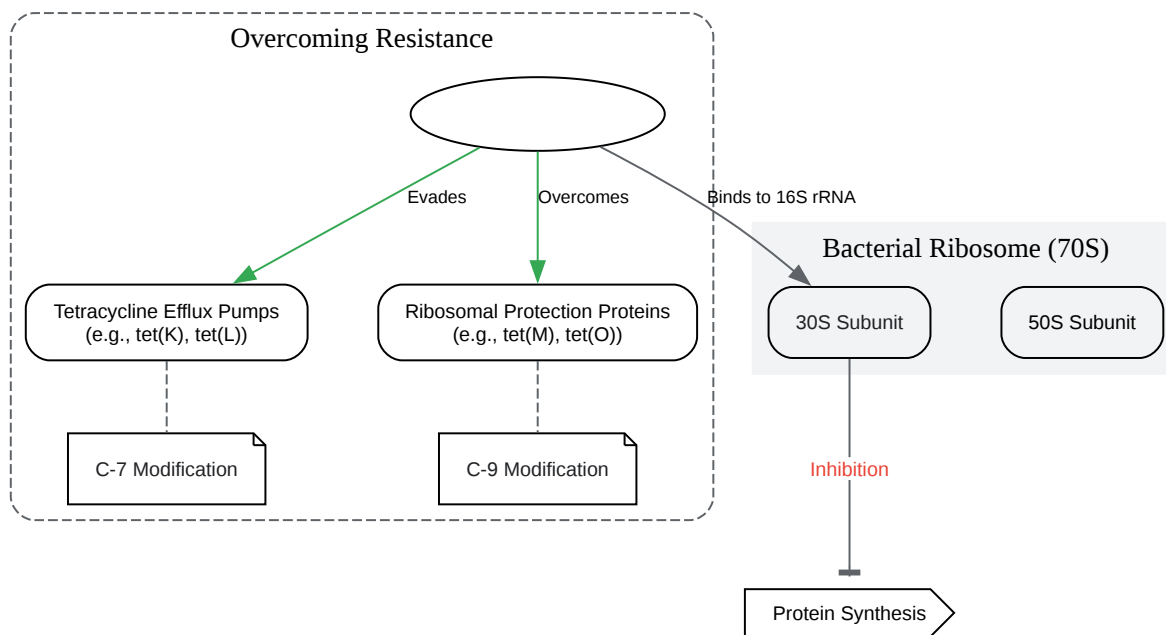 Overcoming Resistance
Evades
Overcomes
Binds to 16S rRNA
Bacterial Ribosome (70S)
Tetracycline Efflux Pumps
(e.g., tet(K), tet(L))
Ribosomal Protection Proteins
(e.g., tet(M), tet(O))
30S Subunit
50S Subunit
C-7 Modification
C-9 Modification
Inhibition
Protein Synthesis